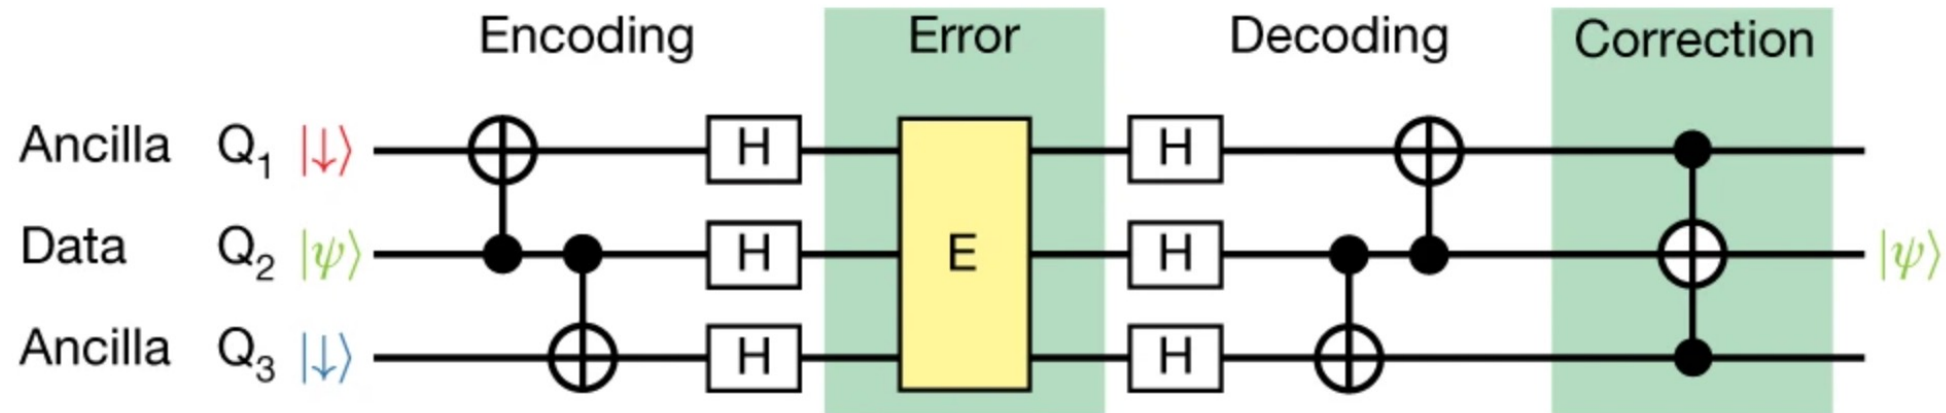 Encoding Error Decoding Correction
Ancilla Q₁ |↓⟩ H H
Data Q₂ |ψ⟩ H E H |ψ⟩
Ancilla Q₃ |↓⟩ H H